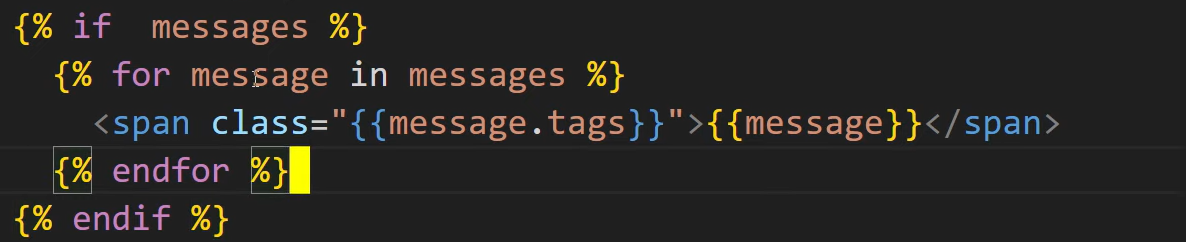 {% if  messages %}
{% for message in messages %}
<span class="{{message.tags}}">{{message}}</span>
{% endfor %}
{% endif %}